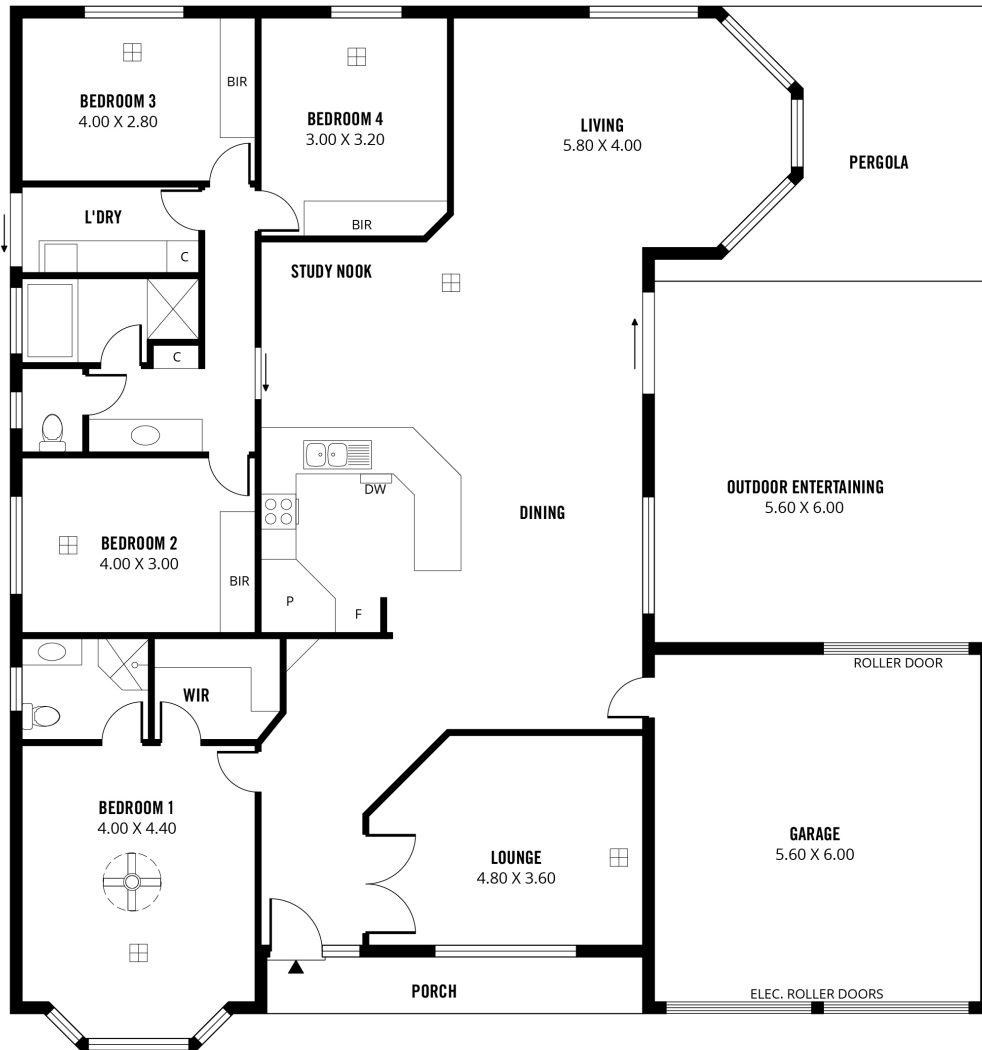 BEDROOM 3
4.00 X 2.80
BIR
BEDROOM 4
3.00 X 3.20
BIR
LIVING
5.80 X 4.00
PERGOLA
L'DRY
C
STUDY NOOK
C
DW
DINING
OUTDOOR ENTERTAINING
5.60 X 6.00
BEDROOM 2
4.00 X 3.00
BIR
P
F
ROLLER DOOR
WIR
BEDROOM 1
4.00 X 4.40
LOUNGE
4.80 X 3.60
GARAGE
5.60 X 6.00
PORCH
ELEC. ROLLER DOORS